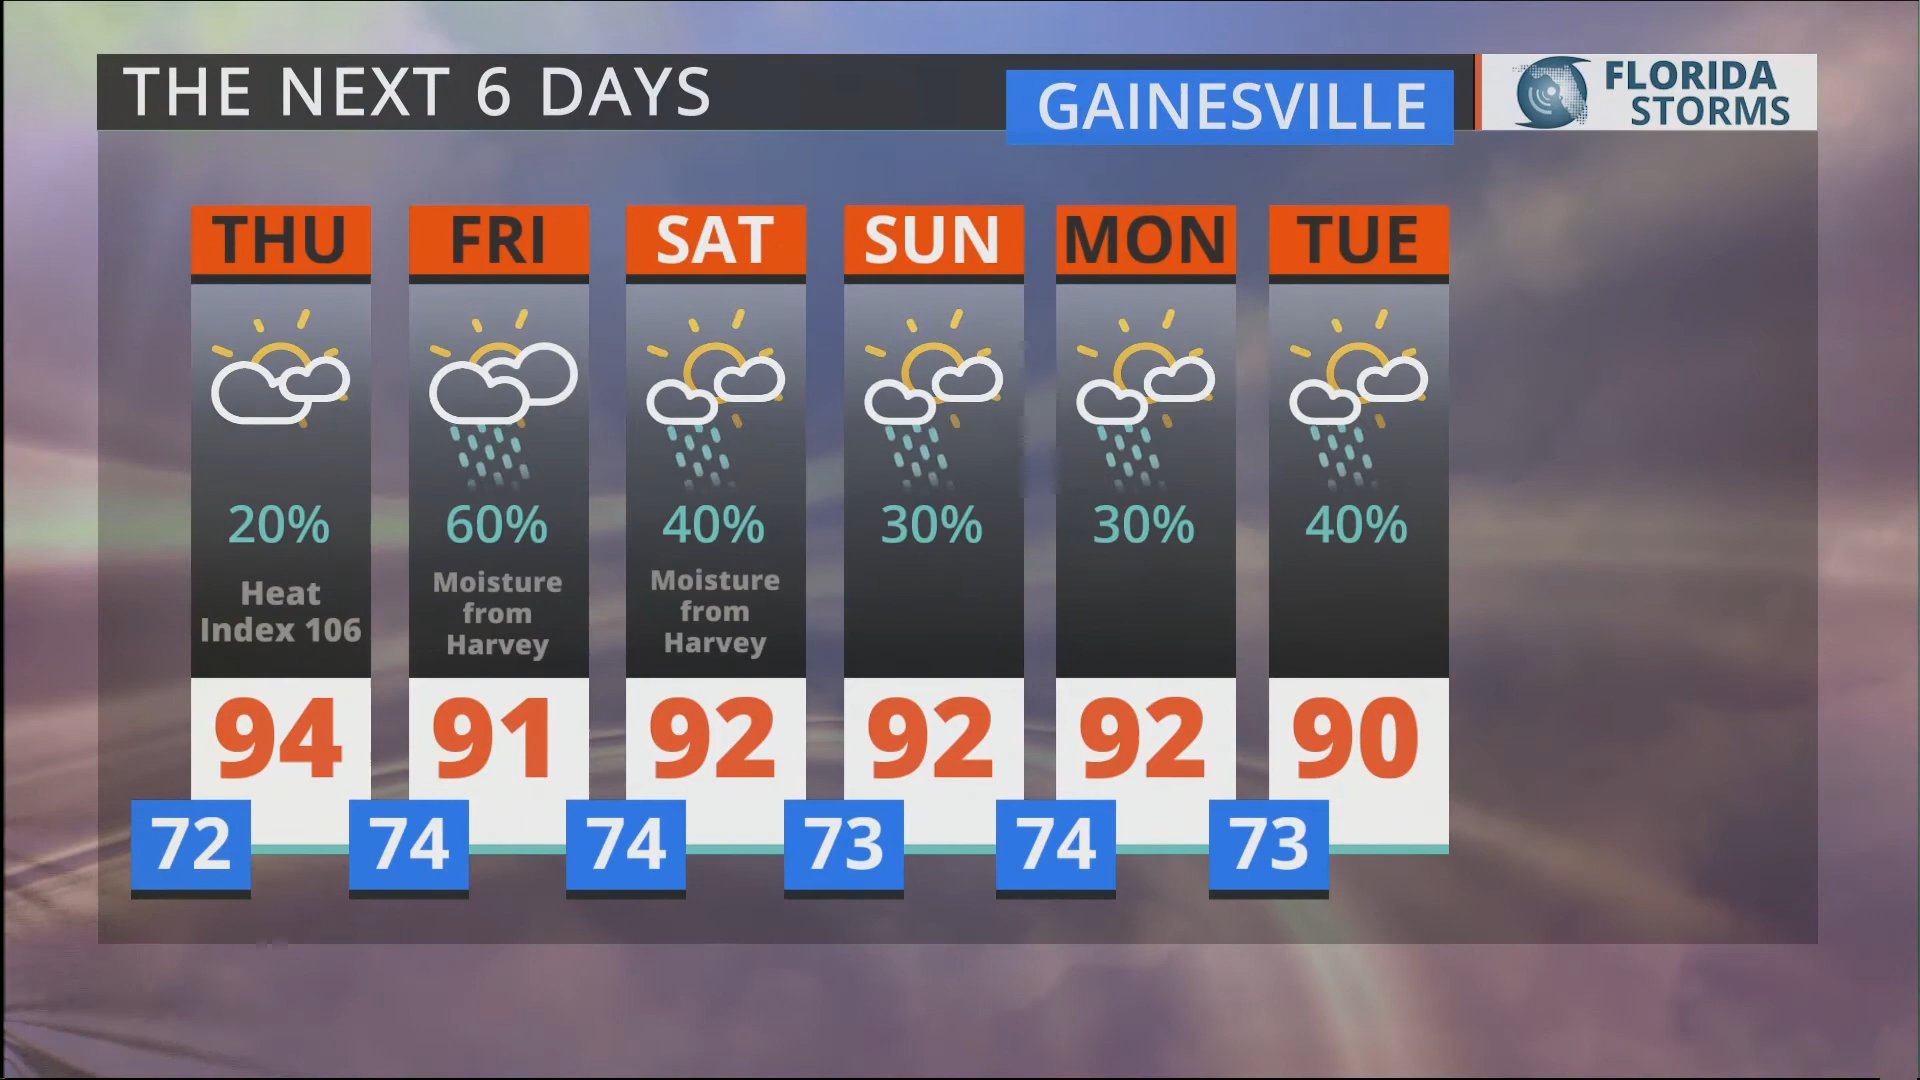 THE NEXT 6 DAYS
GAINESVILLE
FLORIDA
STORMS
THU
FRI
SAT
SUN
MON
TUE
20%
60%
40%
30%
30%
40%
Heat
Index 106
Moisture
from
Harvey
Moisture
from
Harvey
94
91
92
92
92
90
72
74
74
73
74
73